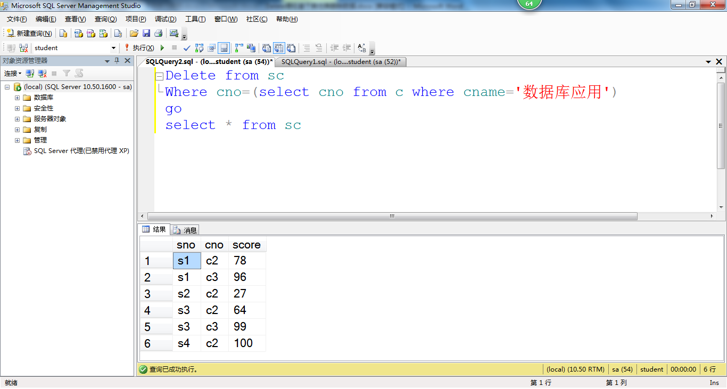 Microsoft SQL Server Management Studio
64
文件(F) 编辑(E) 查看(V) 查询(Q) 项目(P) 调试(D) 工具(T) 窗口(W) 社区(C) 帮助(H)
新建查询(N)
student 执行(X)
对象资源管理器
连接
(local) (SQL Server 10.50.1600 - sa)
数据库
安全性
服务器对象
复制
管理
SQL Server 代理(已禁用代理 XP)
SQLQuery2.sql - (lo....student (sa (54))* SQLQuery1.sql - (lo....student (sa (52))*
Delete from sc
Where cno=(select cno from c where cname='数据库应用')
go
select * from sc
结果 消息
sno cno score
1 s1 c2 78
2 s1 c3 96
3 s2 c2 27
4 s3 c2 64
5 s3 c3 99
6 s4 c2 100
查询已成功执行。 (local) (10.50 RTM) sa (54) student 00:00:00 6 行
就绪 第 1 行 第 1 列 Ins